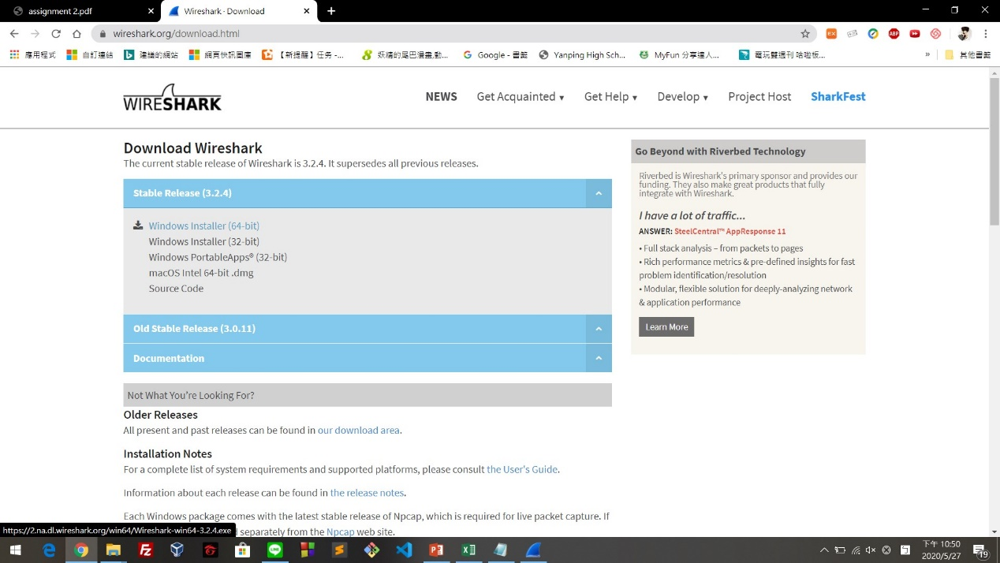 assignment 2.pdf
Wireshark · Download
wireshark.org/download.html
應用程式
自訂連結
建議的網站
網頁快訊圖庫
【新提醒】任務 -...
妖精的尾巴漫畫,動...
Google - 書籤
Yanping High Sch...
MyFun 分享達人...
電玩雙週刊 哈啦板...
»
其他書籤
WIRESHARK
NEWS
Get Acquainted ▾
Get Help ▾
Develop ▾
Project Host
SharkFest
Download Wireshark
The current stable release of Wireshark is 3.2.4. It supersedes all previous releases.
Stable Release (3.2.4)
Windows Installer (64-bit)
Windows Installer (32-bit)
Windows PortableApps® (32-bit)
macOS Intel 64-bit .dmg
Source Code
Old Stable Release (3.0.11)
Documentation
Not What You're Looking For?
Older Releases
All present and past releases can be found in our download area.
Installation Notes
For a complete list of system requirements and supported platforms, please consult the User's Guide.
Information about each release can be found in the release notes.
Each Windows package comes with the latest stable release of Npcap, which is required for live packet capture. If
separately from the Npcap web site.
Go Beyond with Riverbed Technology
Riverbed is Wireshark's primary sponsor and provides our
funding. They also make great products that fully
integrate with Wireshark.
I have a lot of traffic...
ANSWER: SteelCentral™ AppResponse 11
• Full stack analysis – from packets to pages
• Rich performance metrics & pre-defined insights for fast
problem identification/resolution
• Modular, flexible solution for deeply-analyzing network
& application performance
Learn More
https://2.na.dl.wireshark.org/win64/Wireshark-win64-3.2.4.exe
下午 10:50
2020/5/27
19